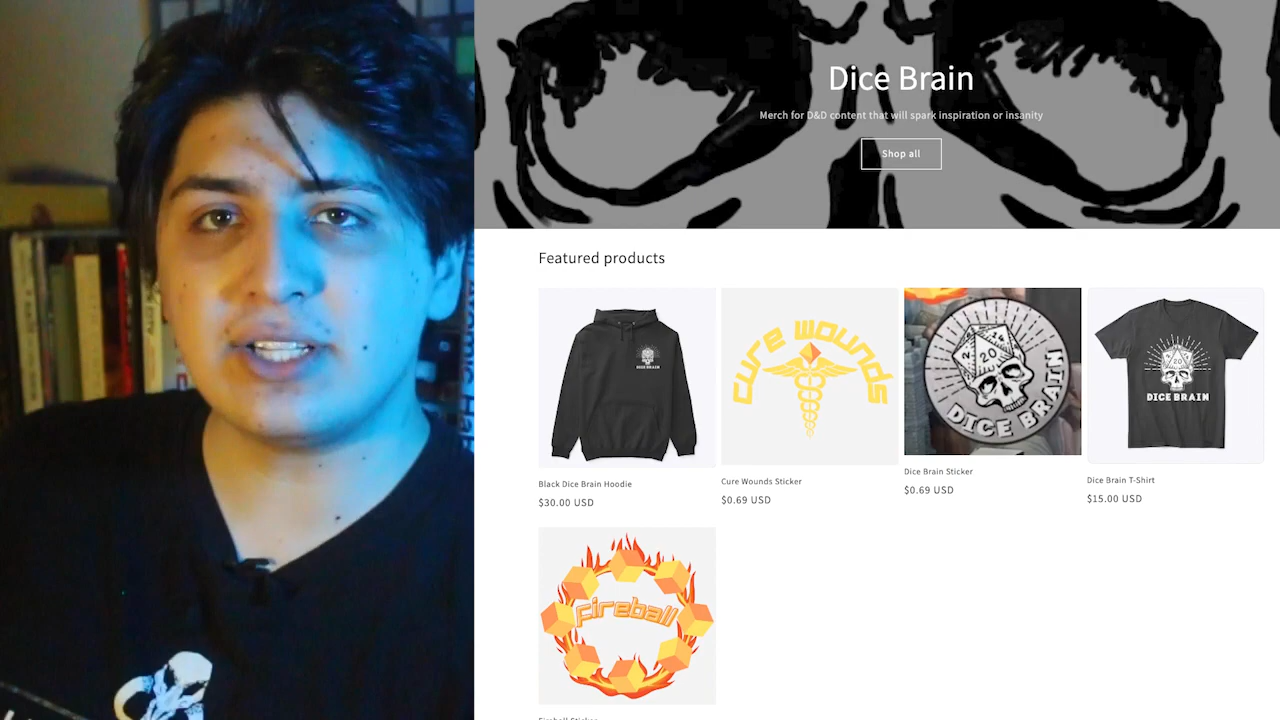 Dice Brain
Merch for D&D content that will spark inspiration or insanity
Shop all
Featured products
DICE BRAIN
Black Dice Brain Hoodie
$30.00 USD
Cure Wounds
Cure Wounds Sticker
$0.69 USD
20
DICE BRAIN
Dice Brain Sticker
$0.69 USD
20
DICE BRAIN
Dice Brain T-Shirt
$15.00 USD
Fireball
Fireball Sticker